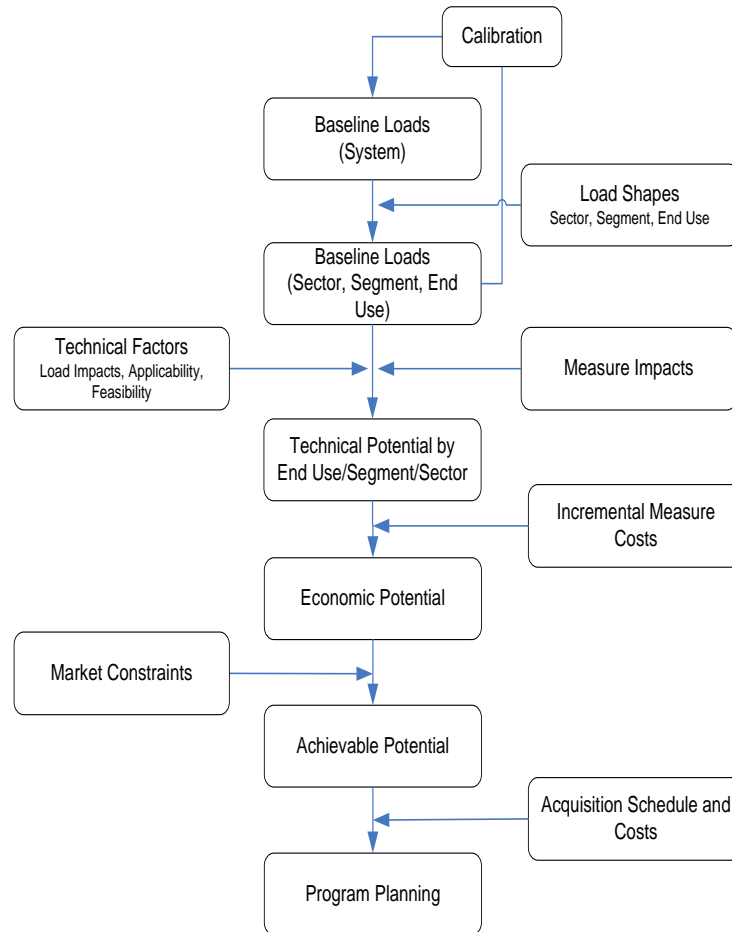 Calibration
Baseline Loads
(System)
Load Shapes
Sector, Segment, End Use
Baseline Loads
(Sector, Segment, End
Use)
Technical Factors
Load Impacts, Applicability,
Feasibility
Measure Impacts
Technical Potential by
End Use/Segment/Sector
Incremental Measure
Costs
Economic Potential
Market Constraints
Achievable Potential
Acquisition Schedule and
Costs
Program Planning